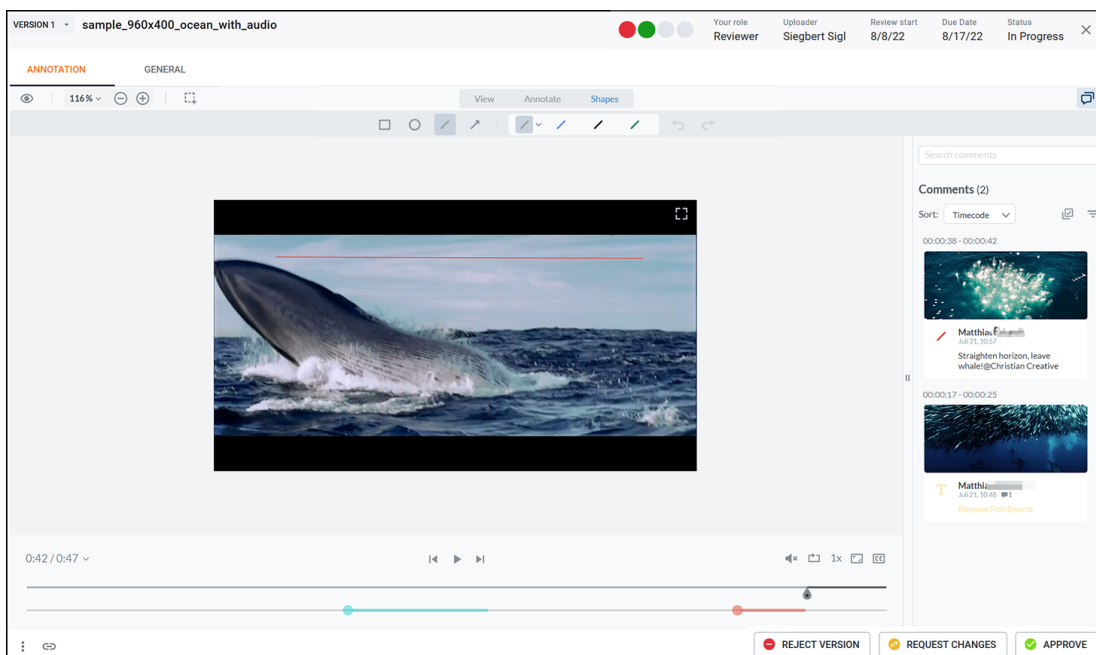 VERSION 1 sample_960x400_ocean_with_audio
Your role Uploader Review start Due Date Status
Reviewer Siegbert Sigl 8/8/22 8/17/22 In Progress
ANNOTATION GENERAL
116% View Annotate Shapes
Search comments
Comments (2)
Sort: Timecode
00:00:38 - 00:00:42
Juli 21, 10:57
Straighten horizon, leave
whale!@Christian Creative
00:00:17 - 00:00:25
T
Juli 21, 10:48 1
Remove Fish Swarm
0:42 / 0:47 1x CC
REJECT VERSION REQUEST CHANGES APPROVE